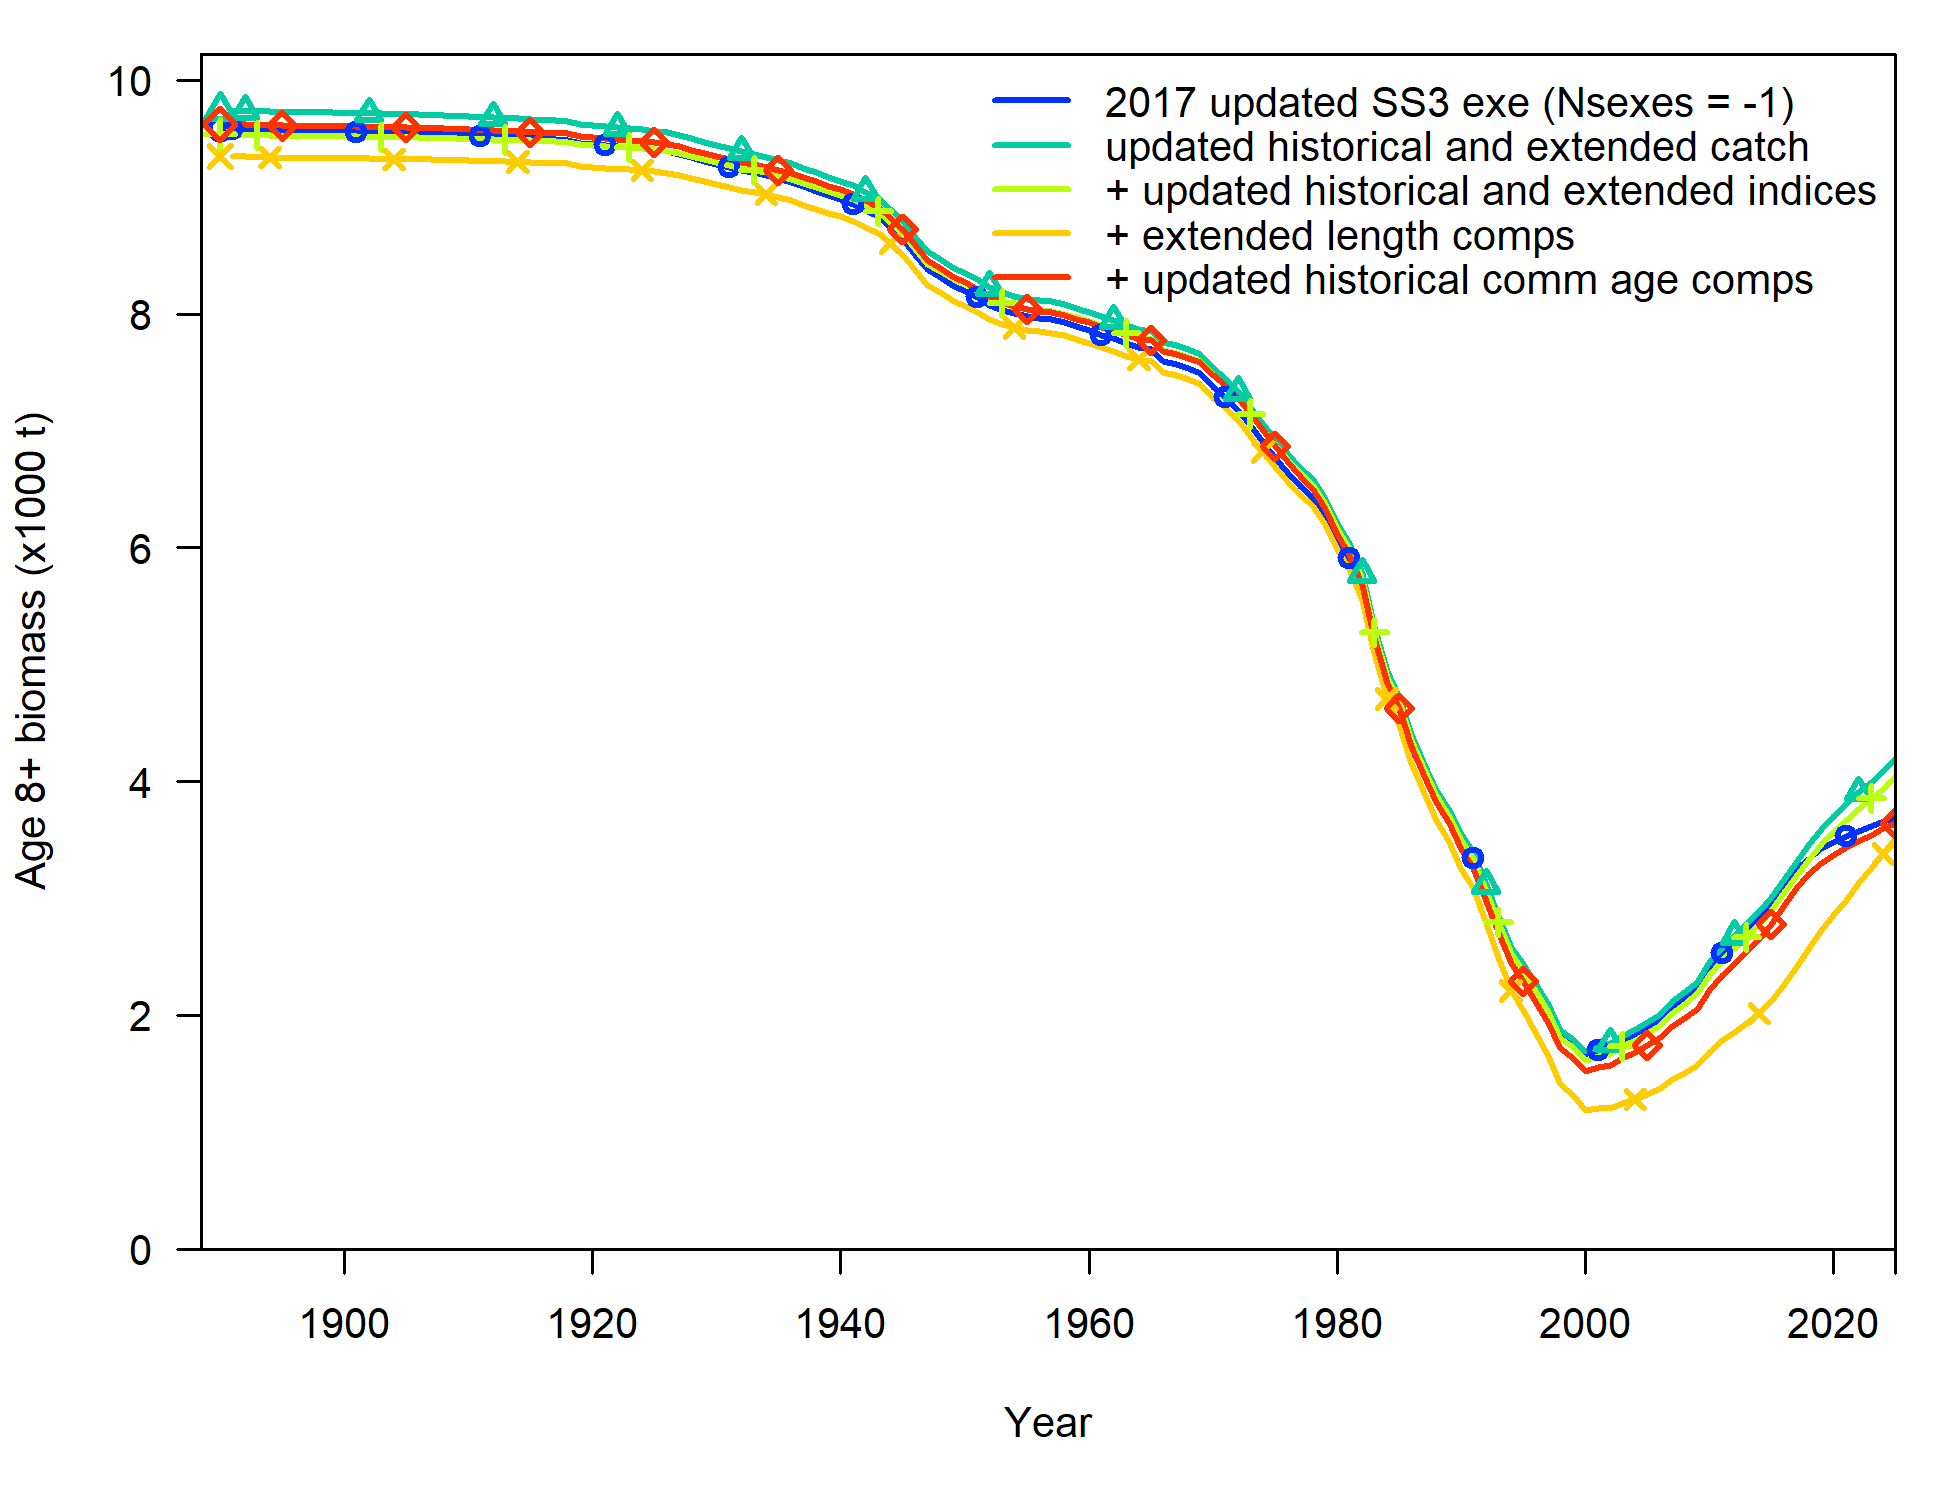 10
8
6
4
2
0
Age 8+ biomass (x1000 t)
2017 updated SS3 exe (Nsexes = -1)
updated historical and extended catch
+ updated historical and extended indices
+ extended length comps
+ updated historical comm age comps
1900 1920 1940 1960 1980 2000 2020
Year